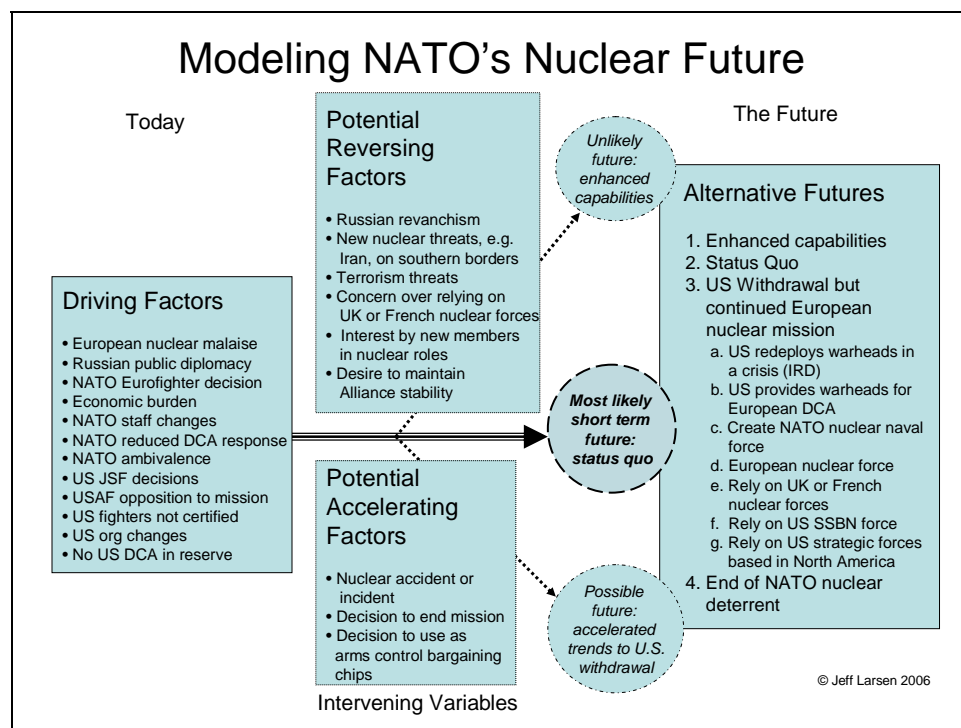 Modeling NATO's Nuclear Future
Today
Driving Factors
• European nuclear malaise
• Russian public diplomacy
• NATO Eurofighter decision
• Economic burden
• NATO staff changes
• NATO reduced DCA response
• NATO ambivalence
• US JSF decisions
• USAF opposition to mission
• US fighters not certified
• US org changes
• No US DCA in reserve
Potential
Reversing
Factors
• Russian revanchism
• New nuclear threats, e.g.
Iran, on southern borders
• Terrorism threats
• Concern over relying on
UK or French nuclear forces
• Interest by new members
in nuclear roles
• Desire to maintain
Alliance stability
Potential
Accelerating
Factors
• Nuclear accident or
incident
• Decision to end mission
• Decision to use as
arms control bargaining
chips
Intervening Variables
Unlikely
future:
enhanced
capabilities
Most likely
short term
future:
status quo
Possible
future:
accelerated
trends to U.S.
withdrawal
The Future
Alternative Futures
1. Enhanced capabilities
2. Status Quo
3. US Withdrawal but
continued European
nuclear mission
a. US redeploys warheads in
a crisis (IRD)
b. US provides warheads for
European DCA
c. Create NATO nuclear naval
force
d. European nuclear force
e. Rely on UK or French
nuclear forces
f. Rely on US SSBN force
g. Rely on US strategic forces
based in North America
4. End of NATO nuclear
deterrent
© Jeff Larsen 2006